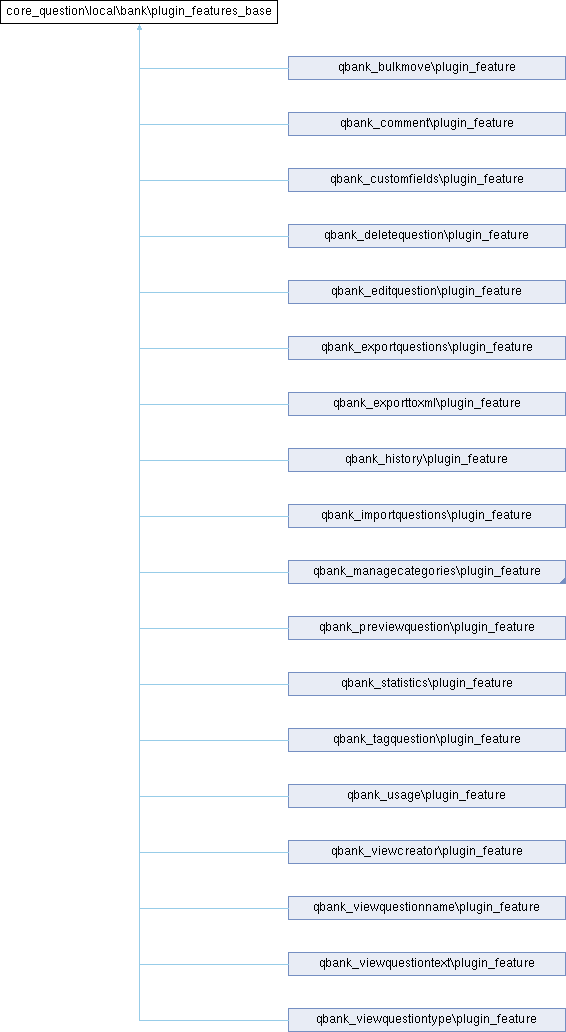 core_question\local\bank\plugin_features_base
qbank_bulkmove\plugin_feature
qbank_comment\plugin_feature
qbank_customfields\plugin_feature
qbank_deletequestion\plugin_feature
qbank_editquestion\plugin_feature
qbank_exportquestions\plugin_feature
qbank_exporttoxml\plugin_feature
qbank_history\plugin_feature
qbank_importquestions\plugin_feature
qbank_managecategories\plugin_feature
qbank_previewquestion\plugin_feature
qbank_statistics\plugin_feature
qbank_tagquestion\plugin_feature
qbank_usage\plugin_feature
qbank_viewcreator\plugin_feature
qbank_viewquestionname\plugin_feature
qbank_viewquestiontext\plugin_feature
qbank_viewquestiontype\plugin_feature